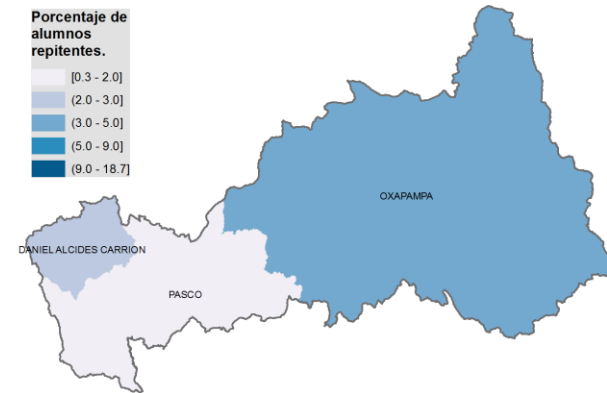 Porcentaje de
alumnos
repitentes.
[0.3 - 2.0]
(2.0 - 3.0]
(3.0 - 5.0]
(5.0 - 9.0]
(9.0 - 18.7]
OXAPAMPA
DANIEL ALCIDES CARRION
PASCO